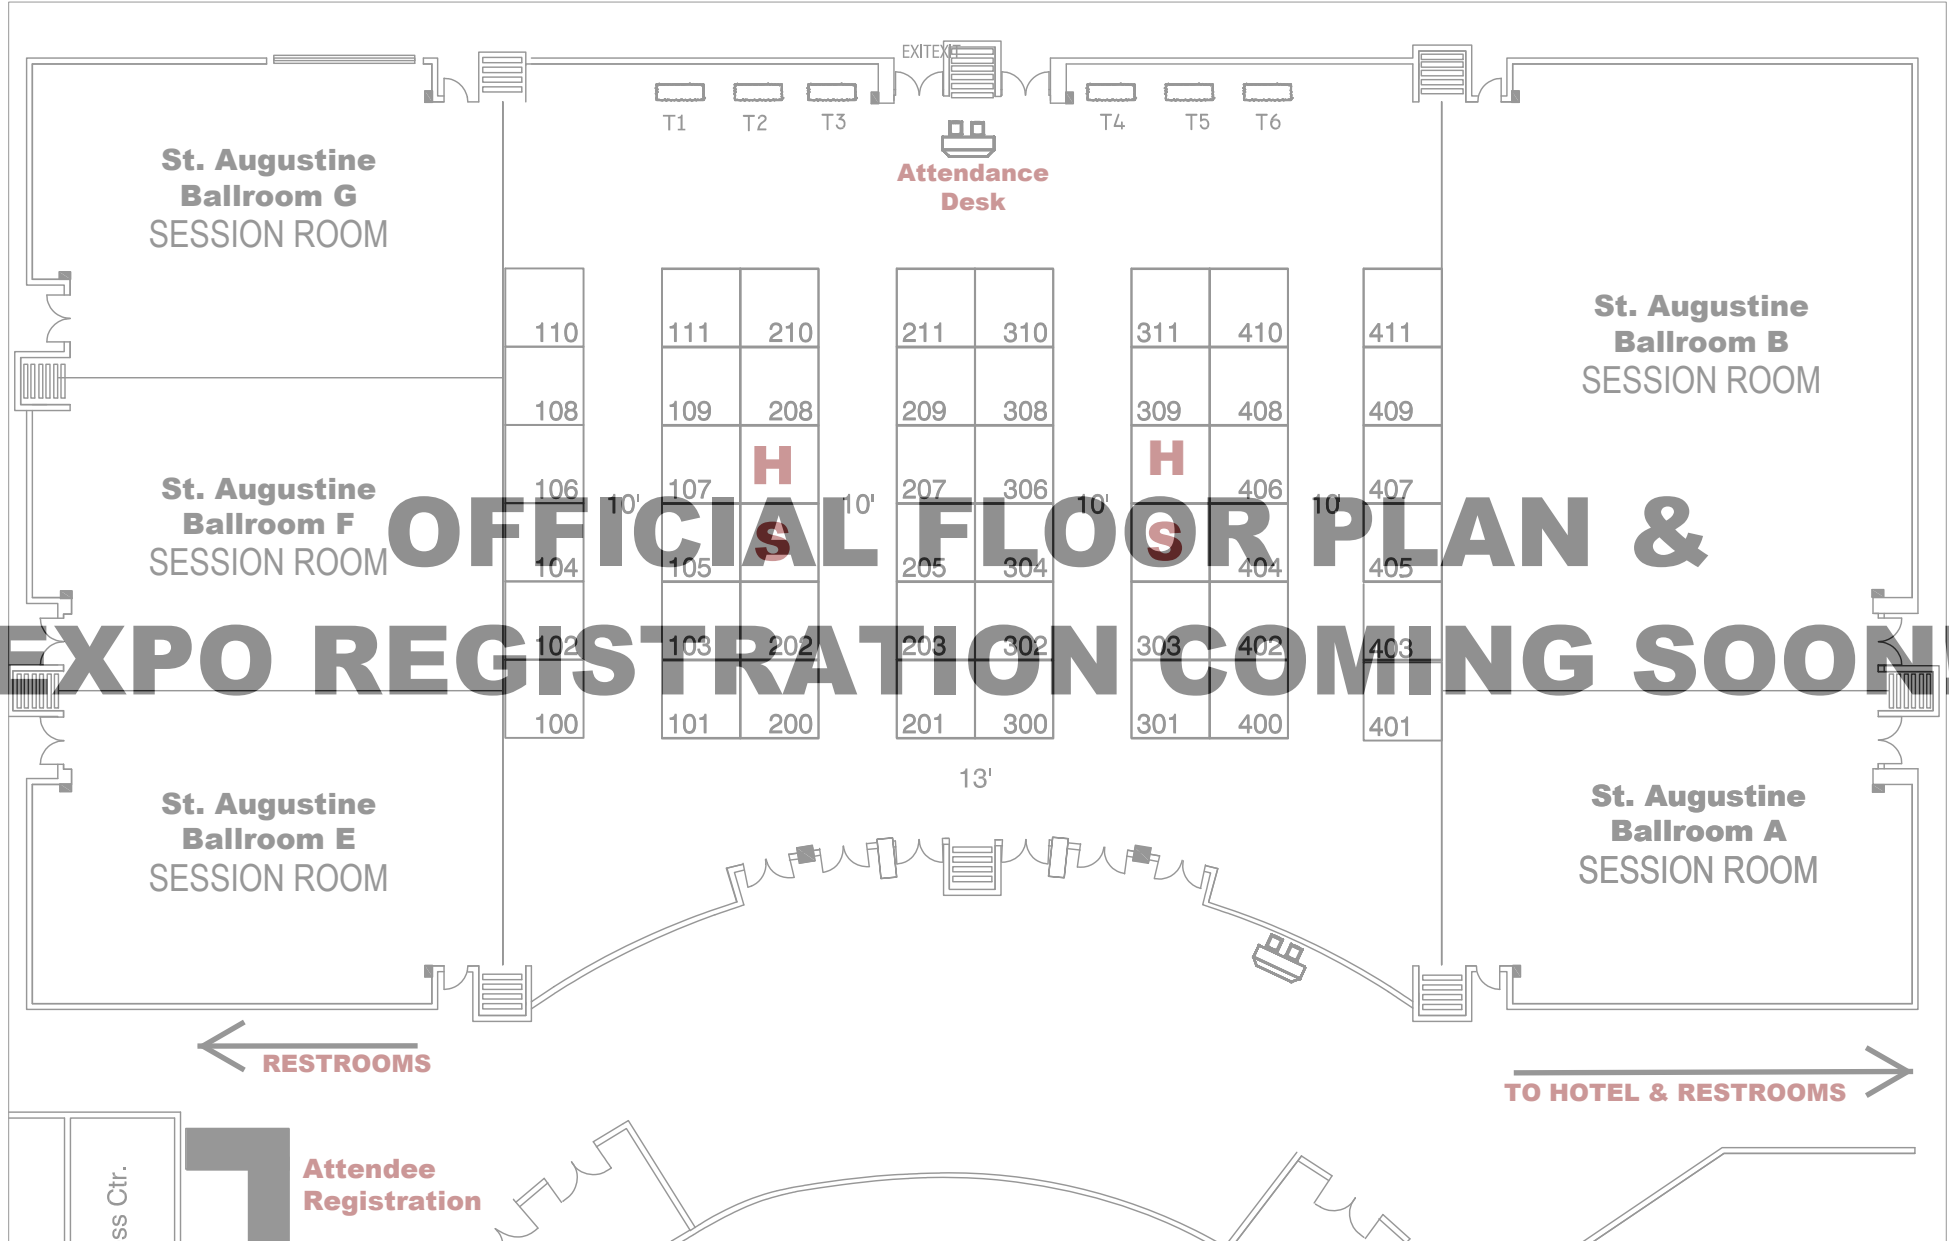 EXITEXIT
T1 T2 T3 T4 T5 T6
Attendance
Desk
St. Augustine
Ballroom G
SESSION ROOM
St. Augustine
Ballroom B
SESSION ROOM
110 111 210 211 310 311 410 411
108 109 208 209 308 309 408 409
H H
106 107 207 306 406 407
10' 10' 10' 10'
St. Augustine
Ballroom F
SESSION ROOM
OFFICIAL FLOOR PLAN &
S S
104 105 205 304 404 405
EXPO REGISTRATION COMING SOON!
102 103 202 203 302 303 402 403
100 101 200 201 300 301 400 401
13'
St. Augustine
Ballroom E
SESSION ROOM
St. Augustine
Ballroom A
SESSION ROOM
RESTROOMS
TO HOTEL & RESTROOMS
Attendee
Registration
ss Ctr.